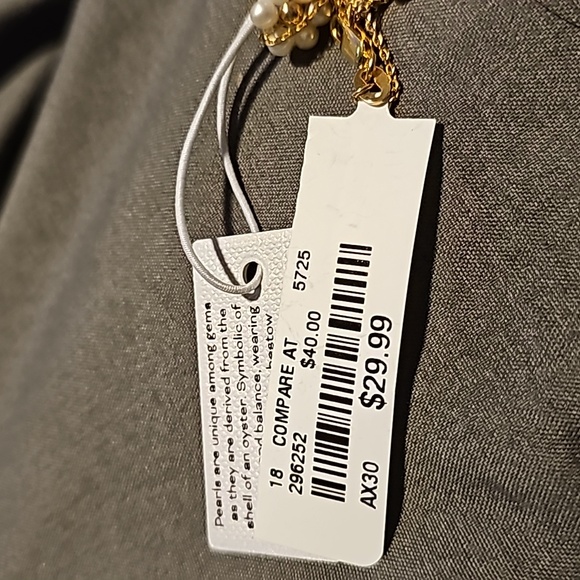 Pearls are unique among gems
as they are derived from the
shell of an oyster. Symbolic of
balance, wearing
bestow
18 COMPARE AT
296252 $40.00 5725
$29.99
AX30